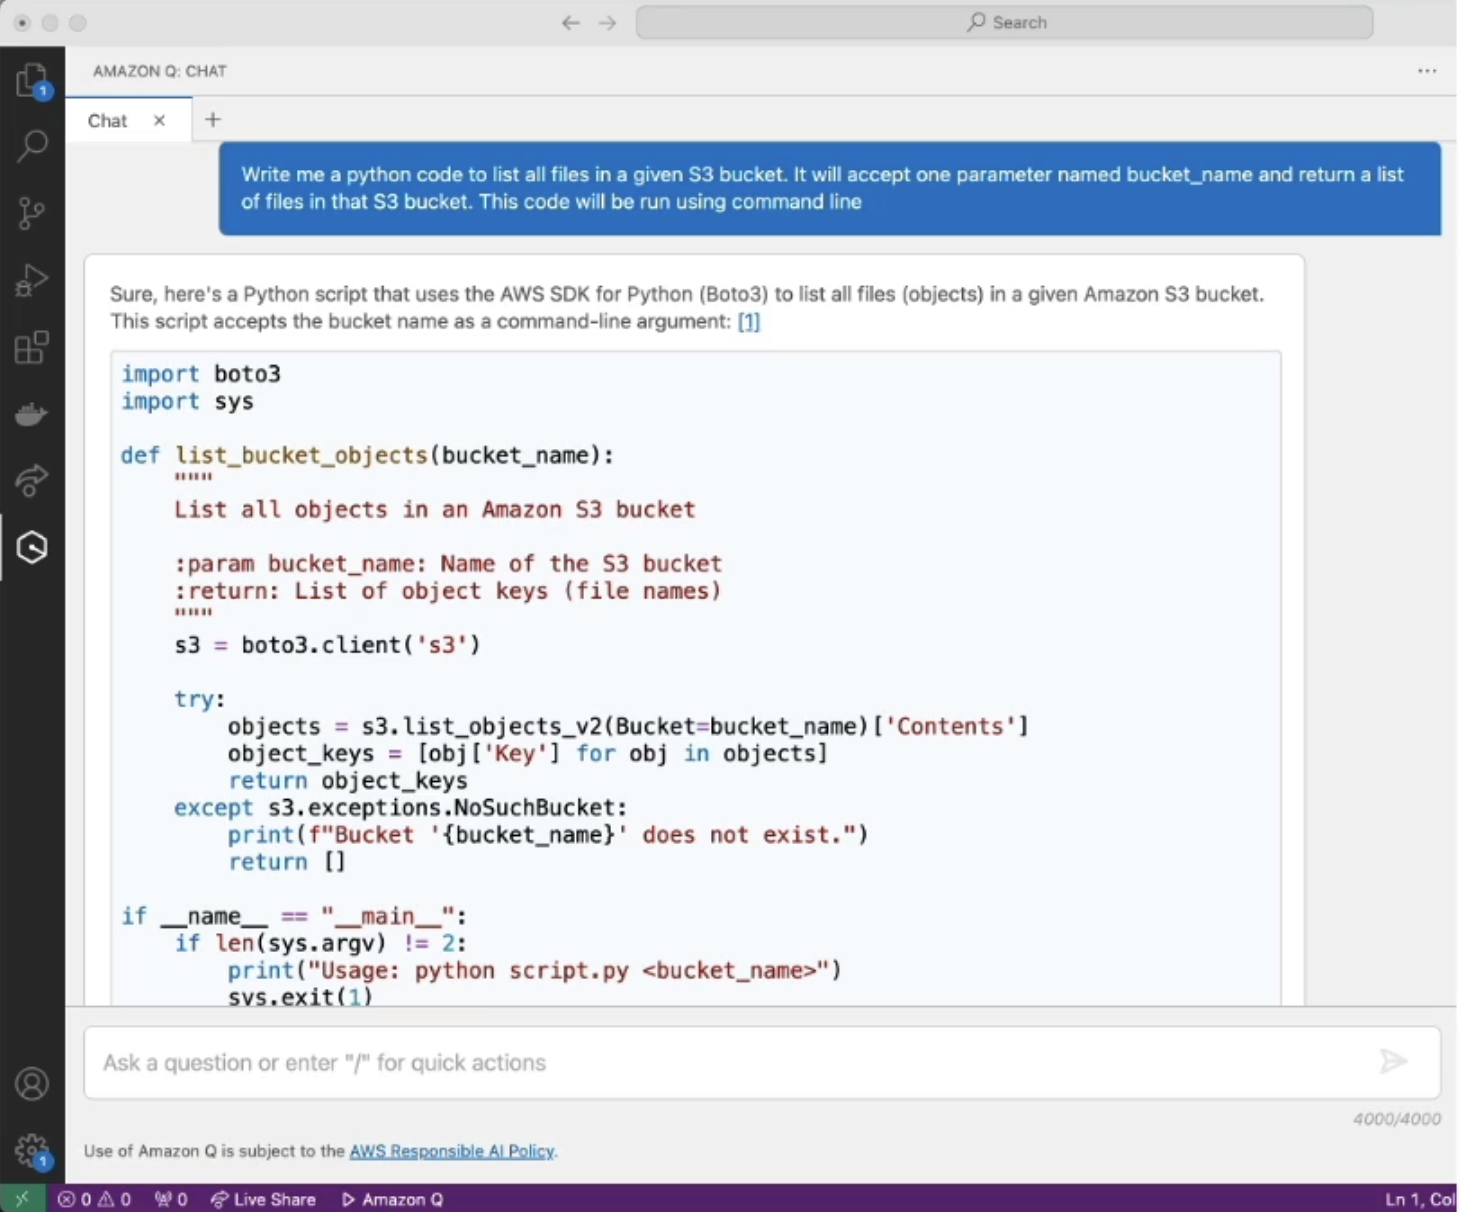 Search
AMAZON Q: CHAT
Chat
Write me a python code to list all files in a given S3 bucket. It will accept one parameter named bucket_name and return a list
of files in that S3 bucket. This code will be run using command line
Sure, here's a Python script that uses the AWS SDK for Python (Boto3) to list all files (objects) in a given Amazon S3 bucket.
This script accepts the bucket name as a command-line argument: [1]
import boto3
import sys
def list_bucket_objects(bucket_name):
    """
    List all objects in an Amazon S3 bucket
    :param bucket_name: Name of the S3 bucket
    :return: List of object keys (file names)
    """
    s3 = boto3.client('s3')
    try:
        objects = s3.list_objects_v2(Bucket=bucket_name)['Contents']
        object_keys = [obj['Key'] for obj in objects]
        return object_keys
    except s3.exceptions.NoSuchBucket:
        print(f"Bucket '{bucket_name}' does not exist.")
        return []
if __name__ == "__main__":
    if len(sys.argv) != 2:
        print("Usage: python script.py <bucket_name>")
        sys.exit(1)
Ask a question or enter "/" for quick actions
4000/4000
Use of Amazon Q is subject to the AWS Responsible AI Policy.
1
1
0 0 0 Live Share Amazon Q Ln 1, Col